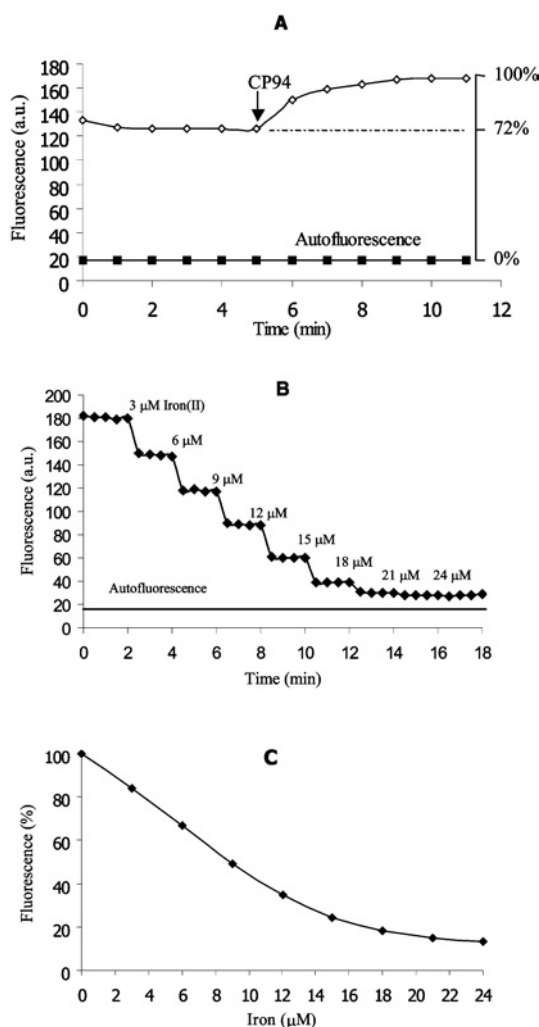 A
Fluorescence (a.u.)
180
160
140
120
100
80
60
40
20
0
CP94
100%
72%
0%
Autofluorescence
0 2 4 6 8 10 12
Time (min)
B
Fluorescence (a.u.)
200
180
160
140
120
100
80
60
40
20
0
3 μM Iron(II)
6 μM
9 μM
12 μM
15 μM
18 μM
21 μM
24 μM
Autofluorescence
0 2 4 6 8 10 12 14 16 18
Time (min)
C
Fluorescence (%)
100
80
60
40
20
0
0 2 4 6 8 10 12 14 16 18 20 22 24
Iron (μM)